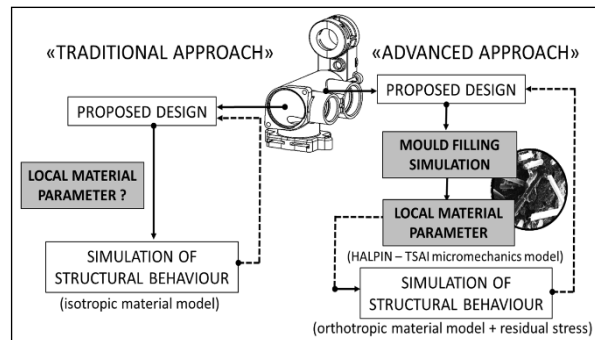 «TRADITIONAL APPROACH»
PROPOSED DESIGN
LOCAL MATERIAL
PARAMETER ?
SIMULATION OF
STRUCTURAL BEHAVIOUR
(isotropic material model)
«ADVANCED APPROACH»
PROPOSED DESIGN
MOULD FILLING
SIMULATION
LOCAL MATERIAL
PARAMETER
(HALPIN – TSAI micromechanics model)
SIMULATION OF
STRUCTURAL BEHAVIOUR
(orthotropic material model + residual stress)